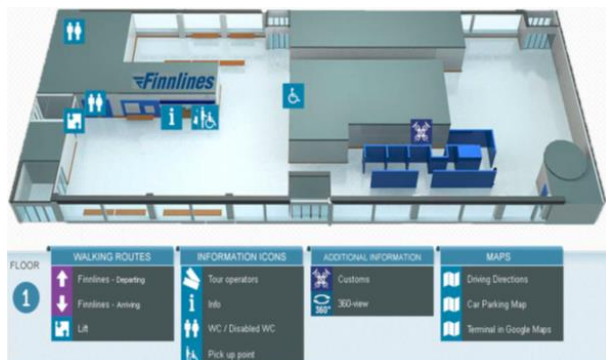 Finnlines
i
FLOOR
1
WALKING ROUTES
Finnlines - Departing
Finnlines - Arriving
Lift
INFORMATION ICONS
Tour operators
i Info
WC / Disabled WC
Pick up point
ADDITIONAL INFORMATION
Customs
360° 360-view
MAPS
Driving Directions
Car Parking Map
Terminal in Google Maps